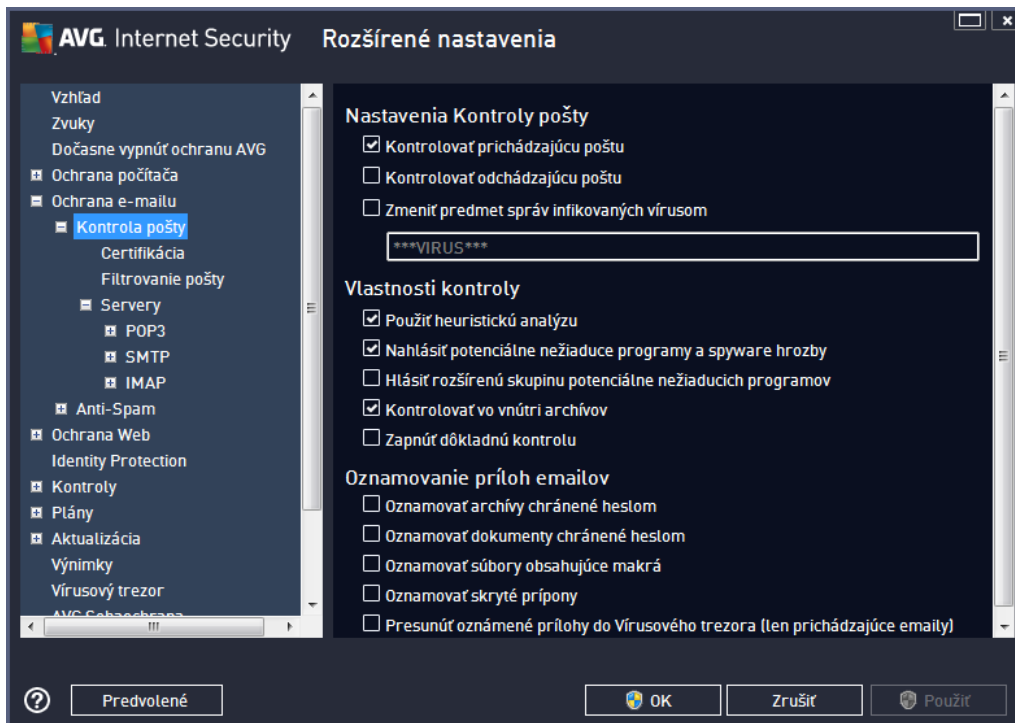 AVG. Internet Security Rozšírené nastavenia
Vzhľad
Zvuky
Dočasne vypnúť ochranu AVG
Ochrana počítača
Ochrana e-mailu
Kontrola pošty
Certifikácia
Filtrovanie pošty
Servery
POP3
SMTP
IMAP
Anti-Spam
Ochrana Web
Identity Protection
Kontroly
Plány
Aktualizácia
Výnimky
Vírusový trezor
AVG Sebaochrana
Nastavenia Kontroly pošty
Kontrolovať prichádzajúcu poštu
Kontrolovať odchádzajúcu poštu
Zmeniť predmet správ infikovaných vírusom
***VIRUS***
Vlastnosti kontroly
Použiť heuristickú analýzu
Nahlásiť potenciálne nežiaduce programy a spyware hrozby
Hlásiť rozšírenú skupinu potenciálne nežiaducich programov
Kontrolovať vo vnútri archívov
Zapnúť dôkladnú kontrolu
Oznamovanie príloh emailov
Oznamovať archívy chránené heslom
Oznamovať dokumenty chránené heslom
Oznamovať súbory obsahujúce makrá
Oznamovať skryté prípony
Presunúť oznámené prílohy do Vírusového trezora (len prichádzajúce emaily)
Predvolené
OK
Zrušiť
Použiť